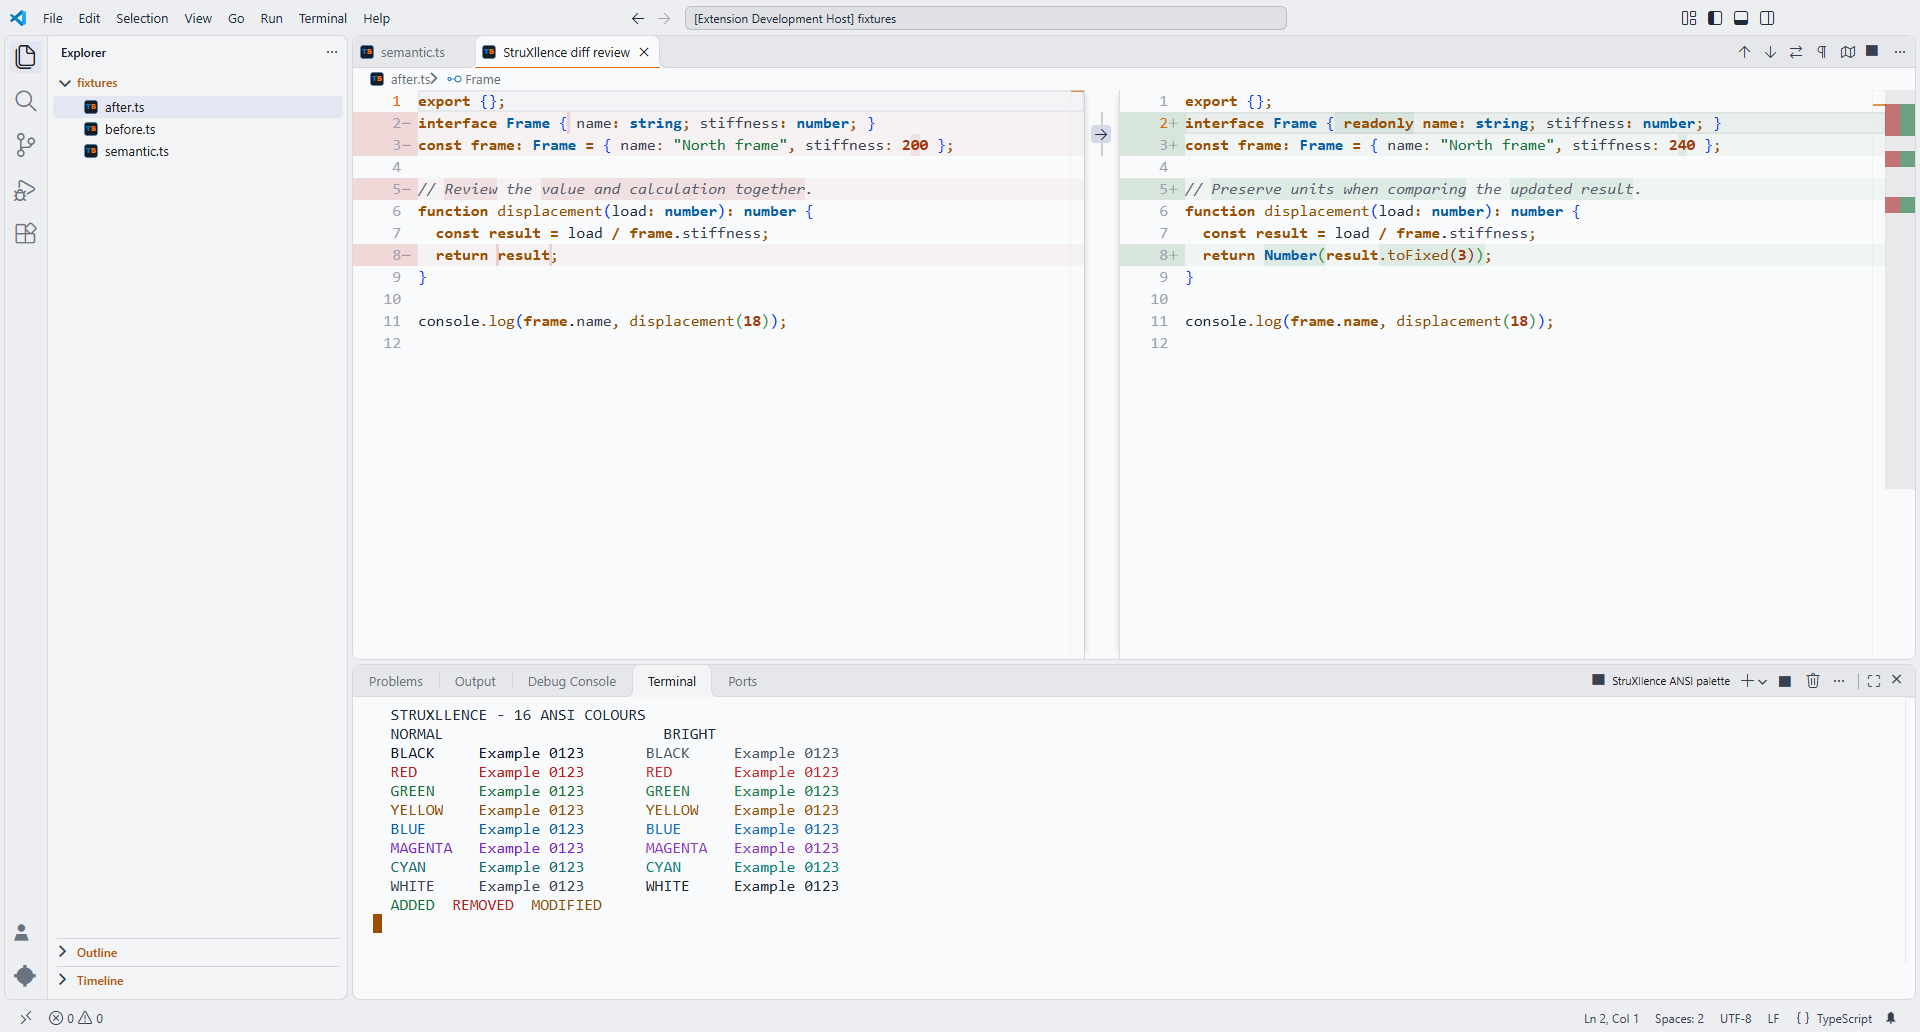 File Edit Selection View Go Run Terminal Help
[Extension Development Host] fixtures
Explorer
fixtures
after.ts
before.ts
semantic.ts
Outline
Timeline
semantic.ts
StruXllence diff review
after.ts
Frame
1 export {};
2 interface Frame { name: string; stiffness: number; }
3 const frame: Frame = { name: "North frame", stiffness: 200 };
4
5 // Review the value and calculation together.
6 function displacement(load: number): number {
7 const result = load / frame.stiffness;
8 return result;
9 }
10
11 console.log(frame.name, displacement(18));
12
1 export {};
2+ interface Frame { readonly name: string; stiffness: number; }
3+ const frame: Frame = { name: "North frame", stiffness: 240 };
4
5+ // Preserve units when comparing the updated result.
6 function displacement(load: number): number {
7 const result = load / frame.stiffness;
8+ return Number(result.toFixed(3));
9 }
10
11 console.log(frame.name, displacement(18));
12
Problems Output Debug Console Terminal Ports
StruXllence ANSI palette
STRUXLLENCE - 16 ANSI COLOURS
NORMAL BRIGHT
BLACK Example 0123 BLACK Example 0123
RED Example 0123 RED Example 0123
GREEN Example 0123 GREEN Example 0123
YELLOW Example 0123 YELLOW Example 0123
BLUE Example 0123 BLUE Example 0123
MAGENTA Example 0123 MAGENTA Example 0123
CYAN Example 0123 CYAN Example 0123
WHITE Example 0123 WHITE Example 0123
ADDED REMOVED MODIFIED
0 0
Ln 2, Col 1 Spaces: 2 UTF-8 LF { } TypeScript